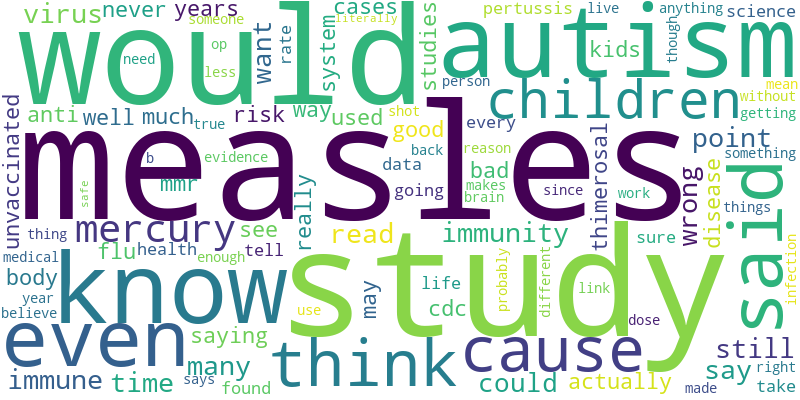 virus never years
someone
literally
cases
pertussis live anything science
would
op
need
less
want
rate
system
studies
autism
though
kids
person
mean
without
getting
children
anti well much risk way used shot good every
true
unvaccinated
measles
b
evidence
mmr
safe
data
back
going
reason
bad
makes
brain
since
work
thimerosal
wrong
point
something
disease
things
said
infection
thing
mercury see
really
read immunity sure
medical
flu health tell
enough
body
year
believe
know
use
study
may
life
cdc
probably
different
link
dose
even saying
many
think cause still
immune time says found could actually say right
made take